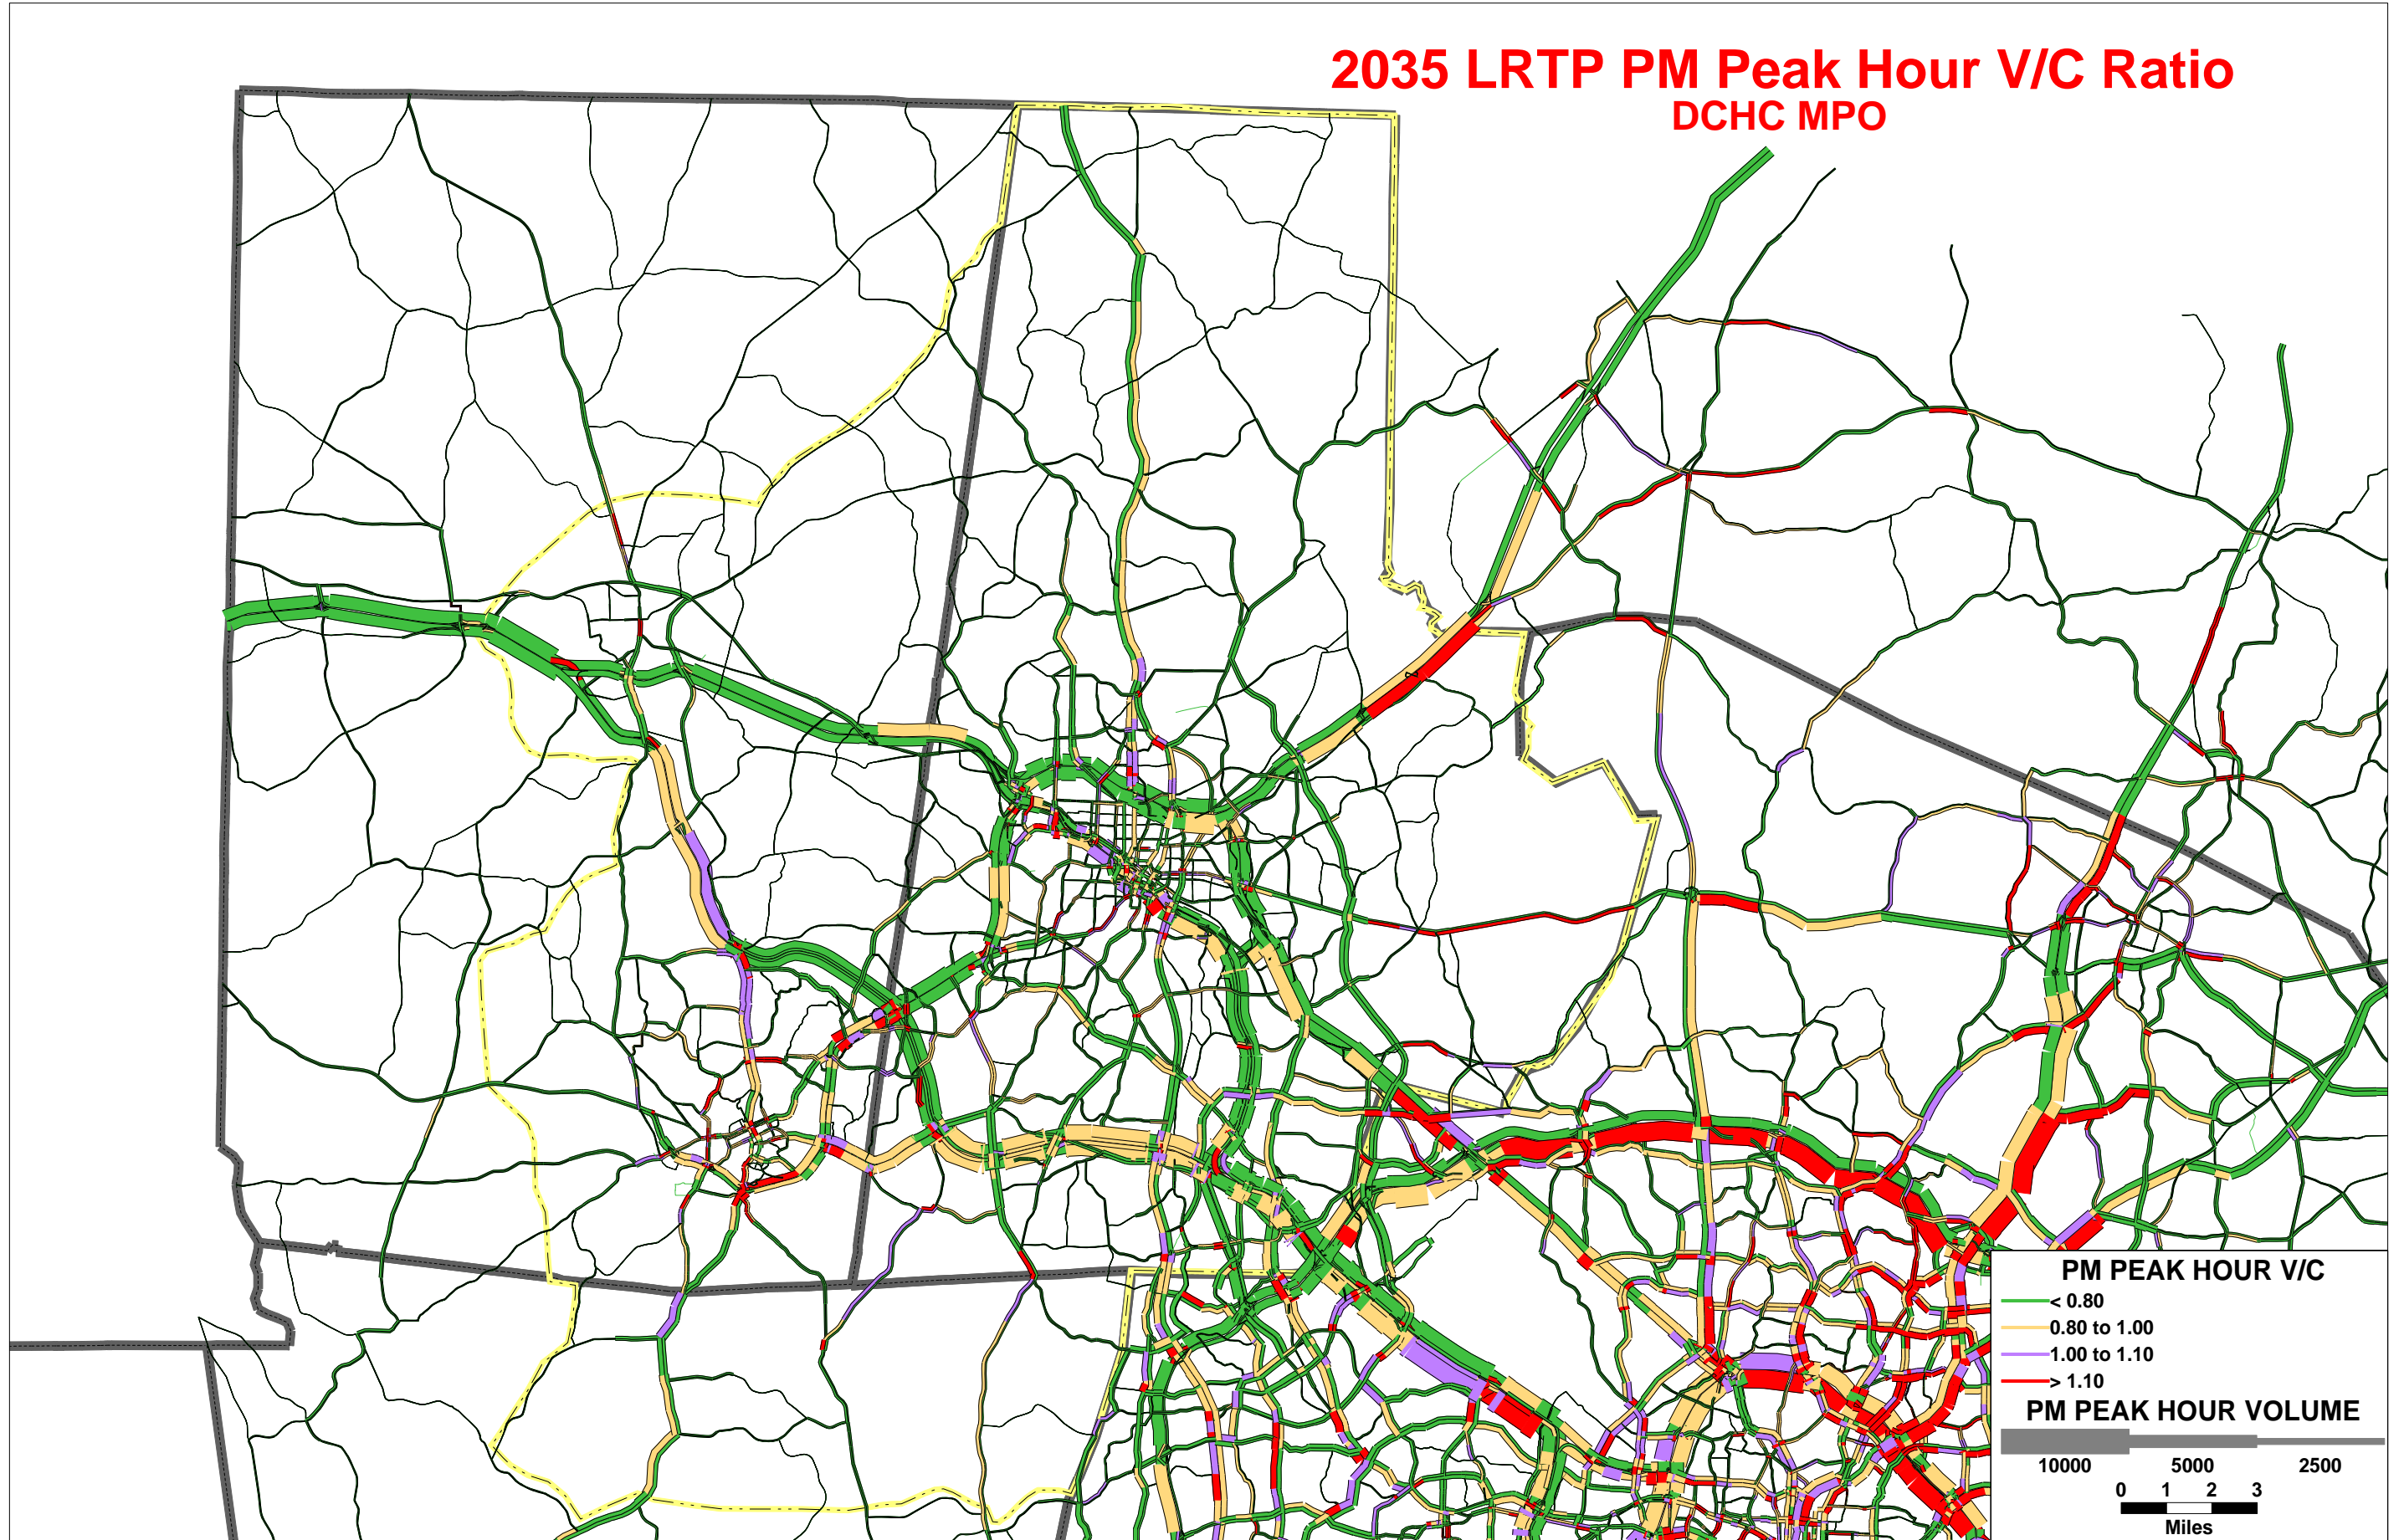 2035 LRTP PM Peak Hour V/C Ratio
DCHC MPO
PM PEAK HOUR V/C
< 0.80
0.80 to 1.00
1.00 to 1.10
> 1.10
PM PEAK HOUR VOLUME
10000 5000 2500
0 1 2 3
Miles